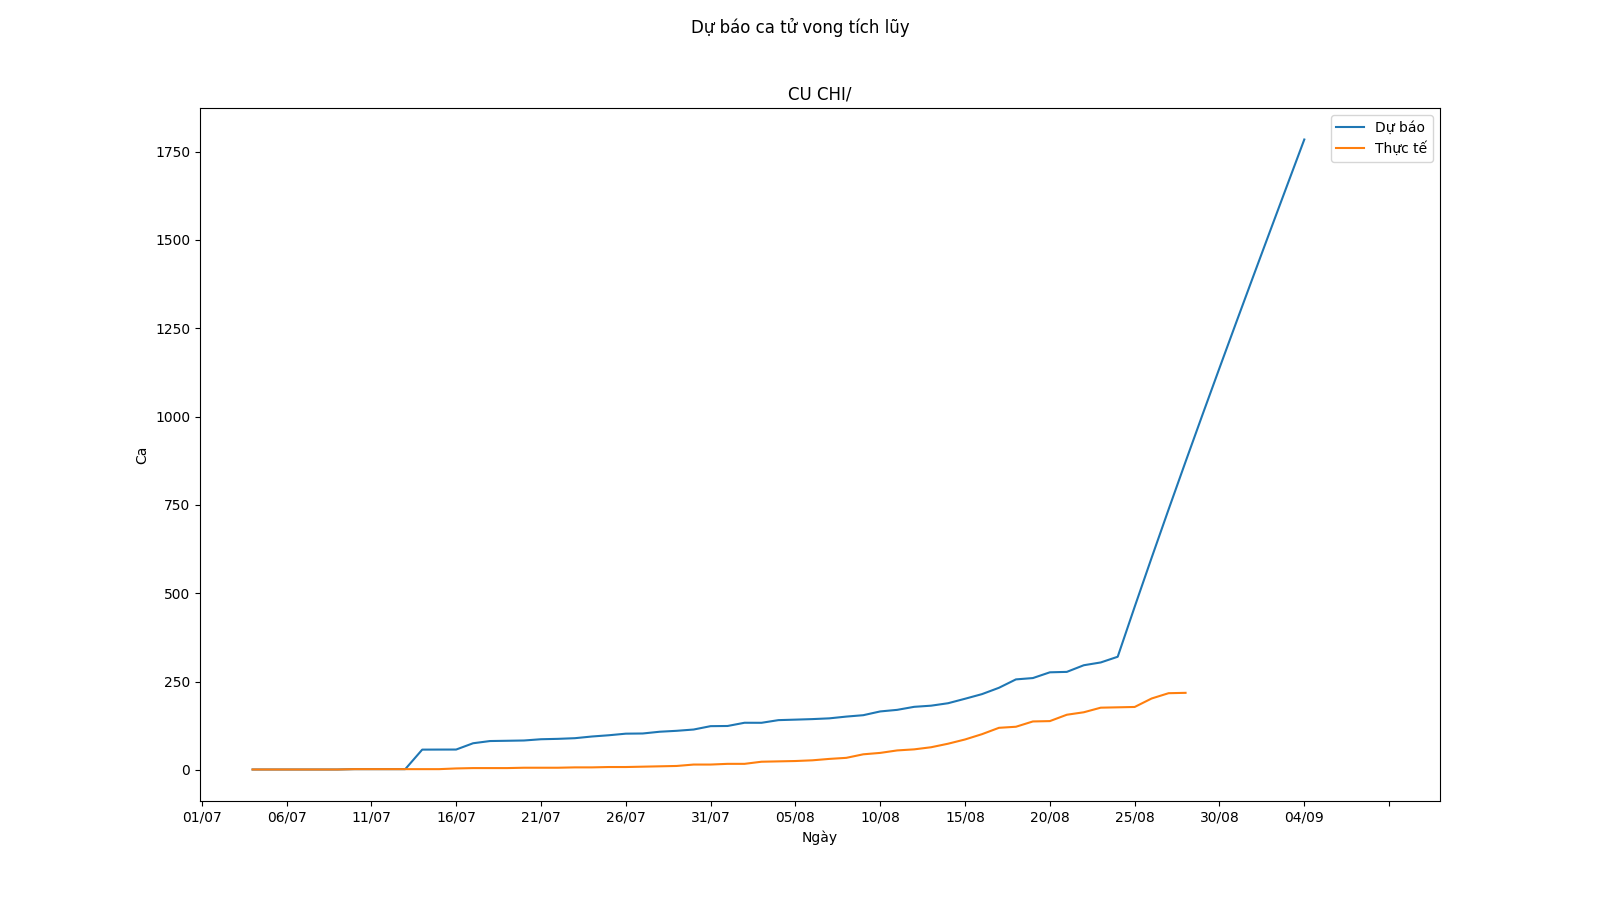 Dự báo ca tử vong tích lũy
CU CHI/
Dự báo
Thực tế
1750
1500
1250
1000
750
500
250
0
Ca
01/07 06/07 11/07 16/07 21/07 26/07 31/07 05/08 10/08 15/08 20/08 25/08 30/08 04/09
Ngày